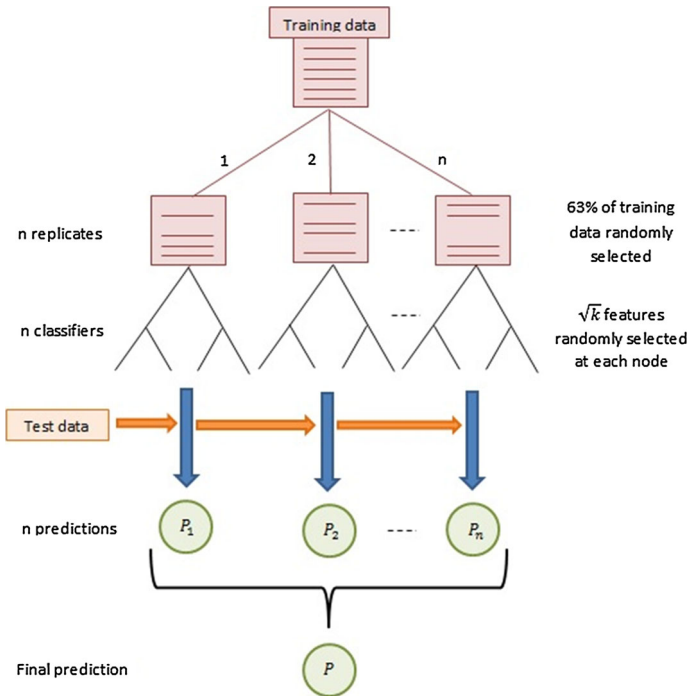 Training data
1
2
n
n replicates
63% of training
data randomly
selected
n classifiers
√k features
randomly selected
at each node
Test data
n predictions
P₁
P₂
Pₙ
Final prediction
P